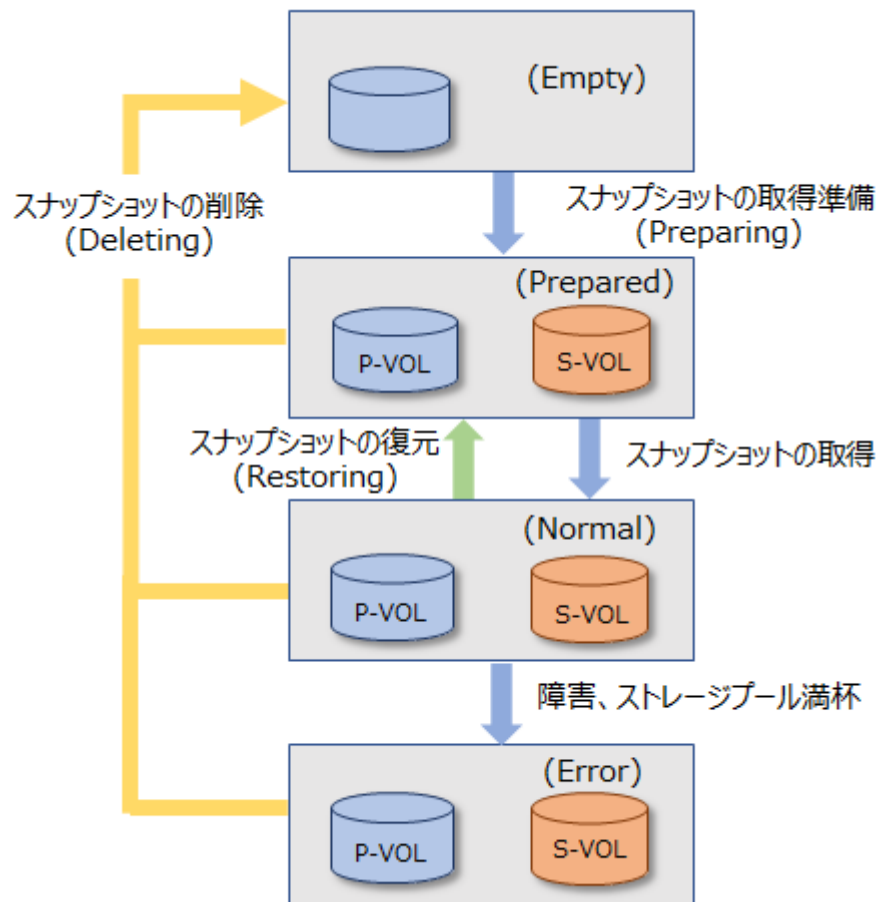 (Empty)
スナップショットの取得準備
(Preparing)
スナップショットの削除
(Deleting)
(Prepared)
P-VOL
S-VOL
スナップショットの復元
(Restoring)
スナップショットの取得
(Normal)
P-VOL
S-VOL
障害、ストレージプール満杯
(Error)
P-VOL
S-VOL